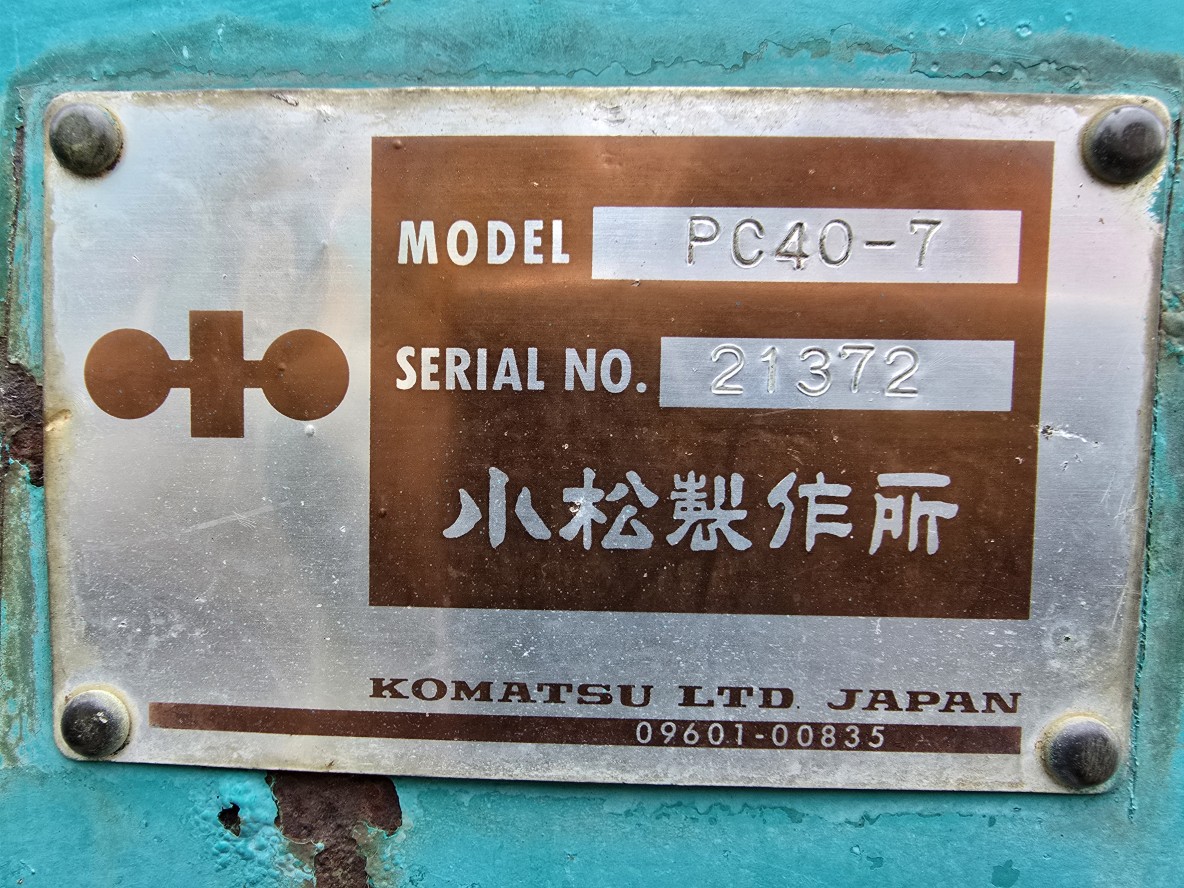 MODEL PC40-7
SERIAL NO. 21372
小松製作所
KOMATSU LTD. JAPAN
09601-00835